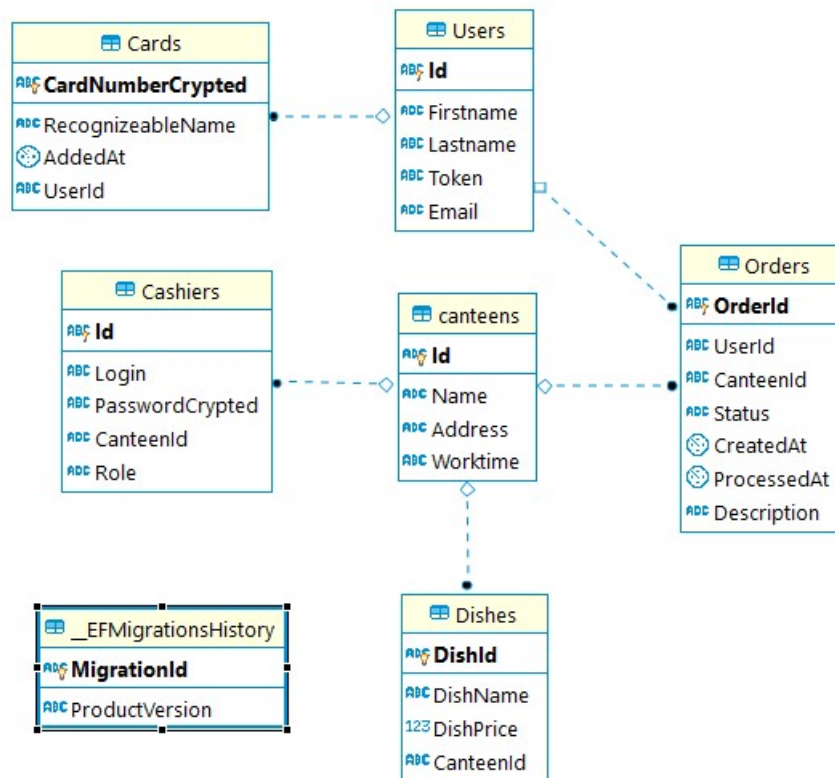 Cards
CardNumberCrypted
RecognizeableName
AddedAt
UserId
Users
Id
Firstname
Lastname
Token
Email
Cashiers
Id
Login
PasswordCrypted
CanteenId
Role
canteens
Id
Name
Address
Worktime
Orders
OrderId
UserId
CanteenId
Status
CreatedAt
ProcessedAt
Description
__EFMigrationsHistory
MigrationId
ProductVersion
Dishes
DishId
DishName
123 DishPrice
CanteenId